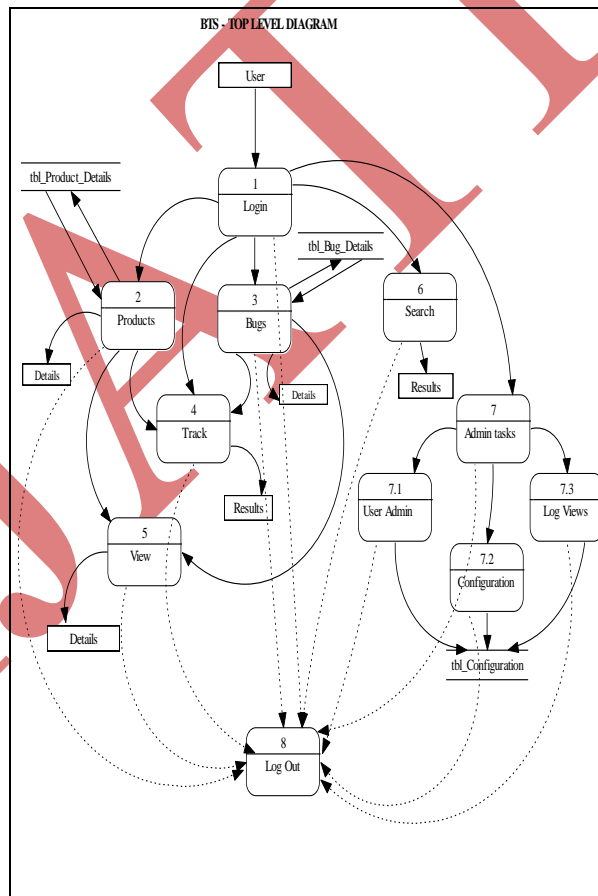 BTS - TOP LEVEL DIAGRAM
User
tbl_Product_Details
1
Login
tbl_Bug_Details
2
Products
3
Bugs
6
Search
Details
Details
Results
4
Track
7
Admin tasks
Results
7.1
User Admin
7.3
Log Views
5
View
7.2
Configuration
Details
tbl_Configuration
8
Log Out